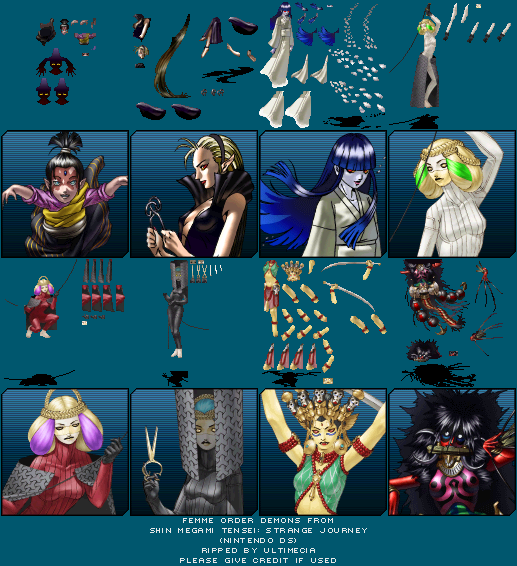 FEMME ORDER DEMONS FROM
SHIN MEGAMI TENSEI: STRANGE JOURNEY
(NINTENDO DS)
RIPPED BY ULTIMECIA
PLEASE GIVE CREDIT IF USED